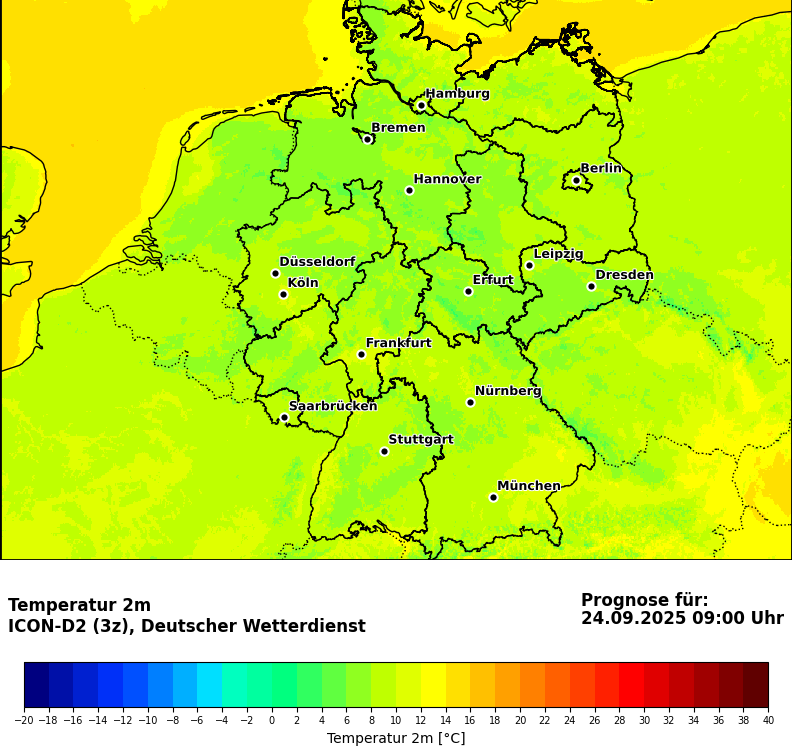 Hamburg
Bremen
Hannover
Berlin
Düsseldorf
Leipzig
Köln
Erfurt
Dresden
Frankfurt
Nürnberg
Saarbrücken
Stuttgart
München
Temperatur 2m
ICON-D2 (3z), Deutscher Wetterdienst
Prognose für:
24.09.2025 09:00 Uhr
−20 −18 −16 −14 −12 −10 −8 −6 −4 −2 0 2 4 6 8 10 12 14 16 18 20 22 24 26 28 30 32 34 36 38 40
Temperatur 2m [°C]